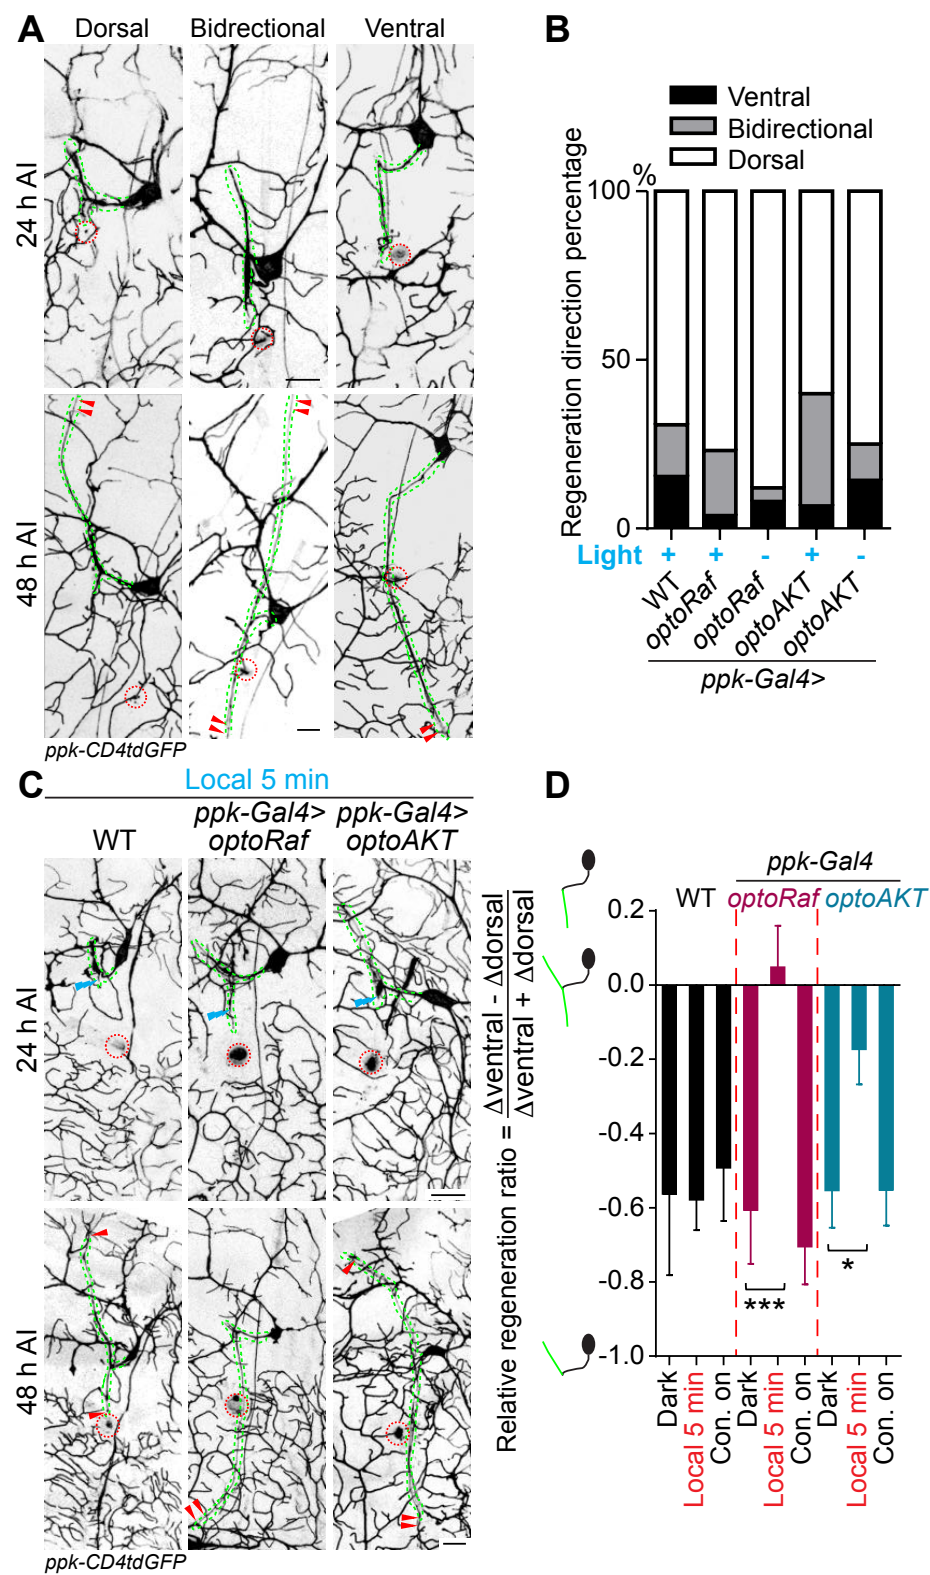 A
Dorsal Bidirectional Ventral
24 h AI
48 h AI
ppk-CD4tdGFP
B
Ventral
Bidirectional
Dorsal
%
Regeneration direction percentage
100
50
0
Light + + - + -
WT optoRaf optoRaf optoAKT optoAKT
ppk-Gal4>
C
Local 5 min
WT ppk-Gal4> optoRaf ppk-Gal4> optoAKT
24 h AI
48 h AI
ppk-CD4tdGFP
D
ppk-Gal4
WT optoRaf optoAKT
Relative regeneration ratio = Δventral - Δdorsal
Δventral + Δdorsal
0.2
0.0
-0.2
-0.4
-0.6
-0.8
-1.0
*** *
Dark Local 5 min Con. on Dark Local 5 min Con. on Dark Local 5 min Con. on